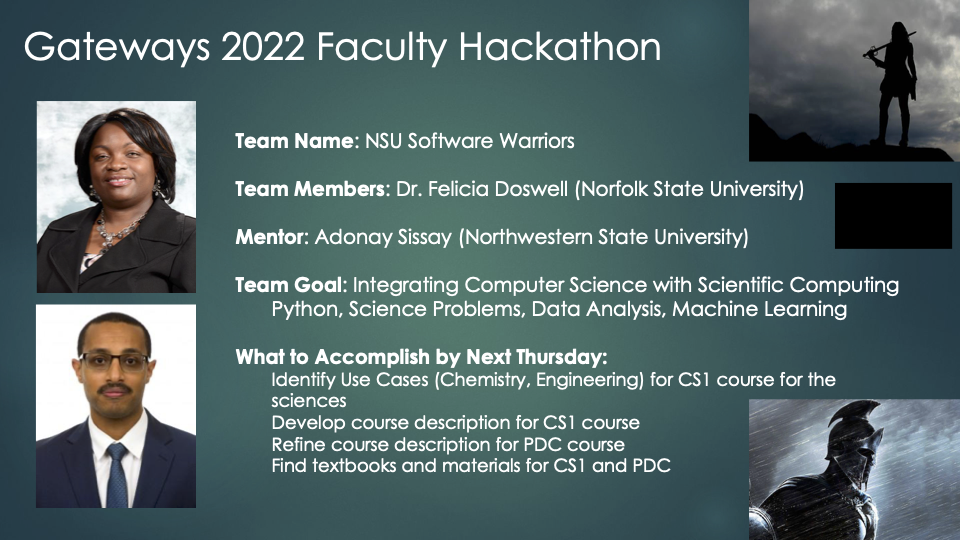 Gateways 2022 Faculty Hackathon
Team Name: NSU Software Warriors
Team Members: Dr. Felicia Doswell (Norfolk State University)
Mentor: Adonay Sissay (Northwestern State University)
Team Goal: Integrating Computer Science with Scientific Computing
Python, Science Problems, Data Analysis, Machine Learning
What to Accomplish by Next Thursday:
Identify Use Cases (Chemistry, Engineering) for CS1 course for the
sciences
Develop course description for CS1 course
Refine course description for PDC course
Find textbooks and materials for CS1 and PDC